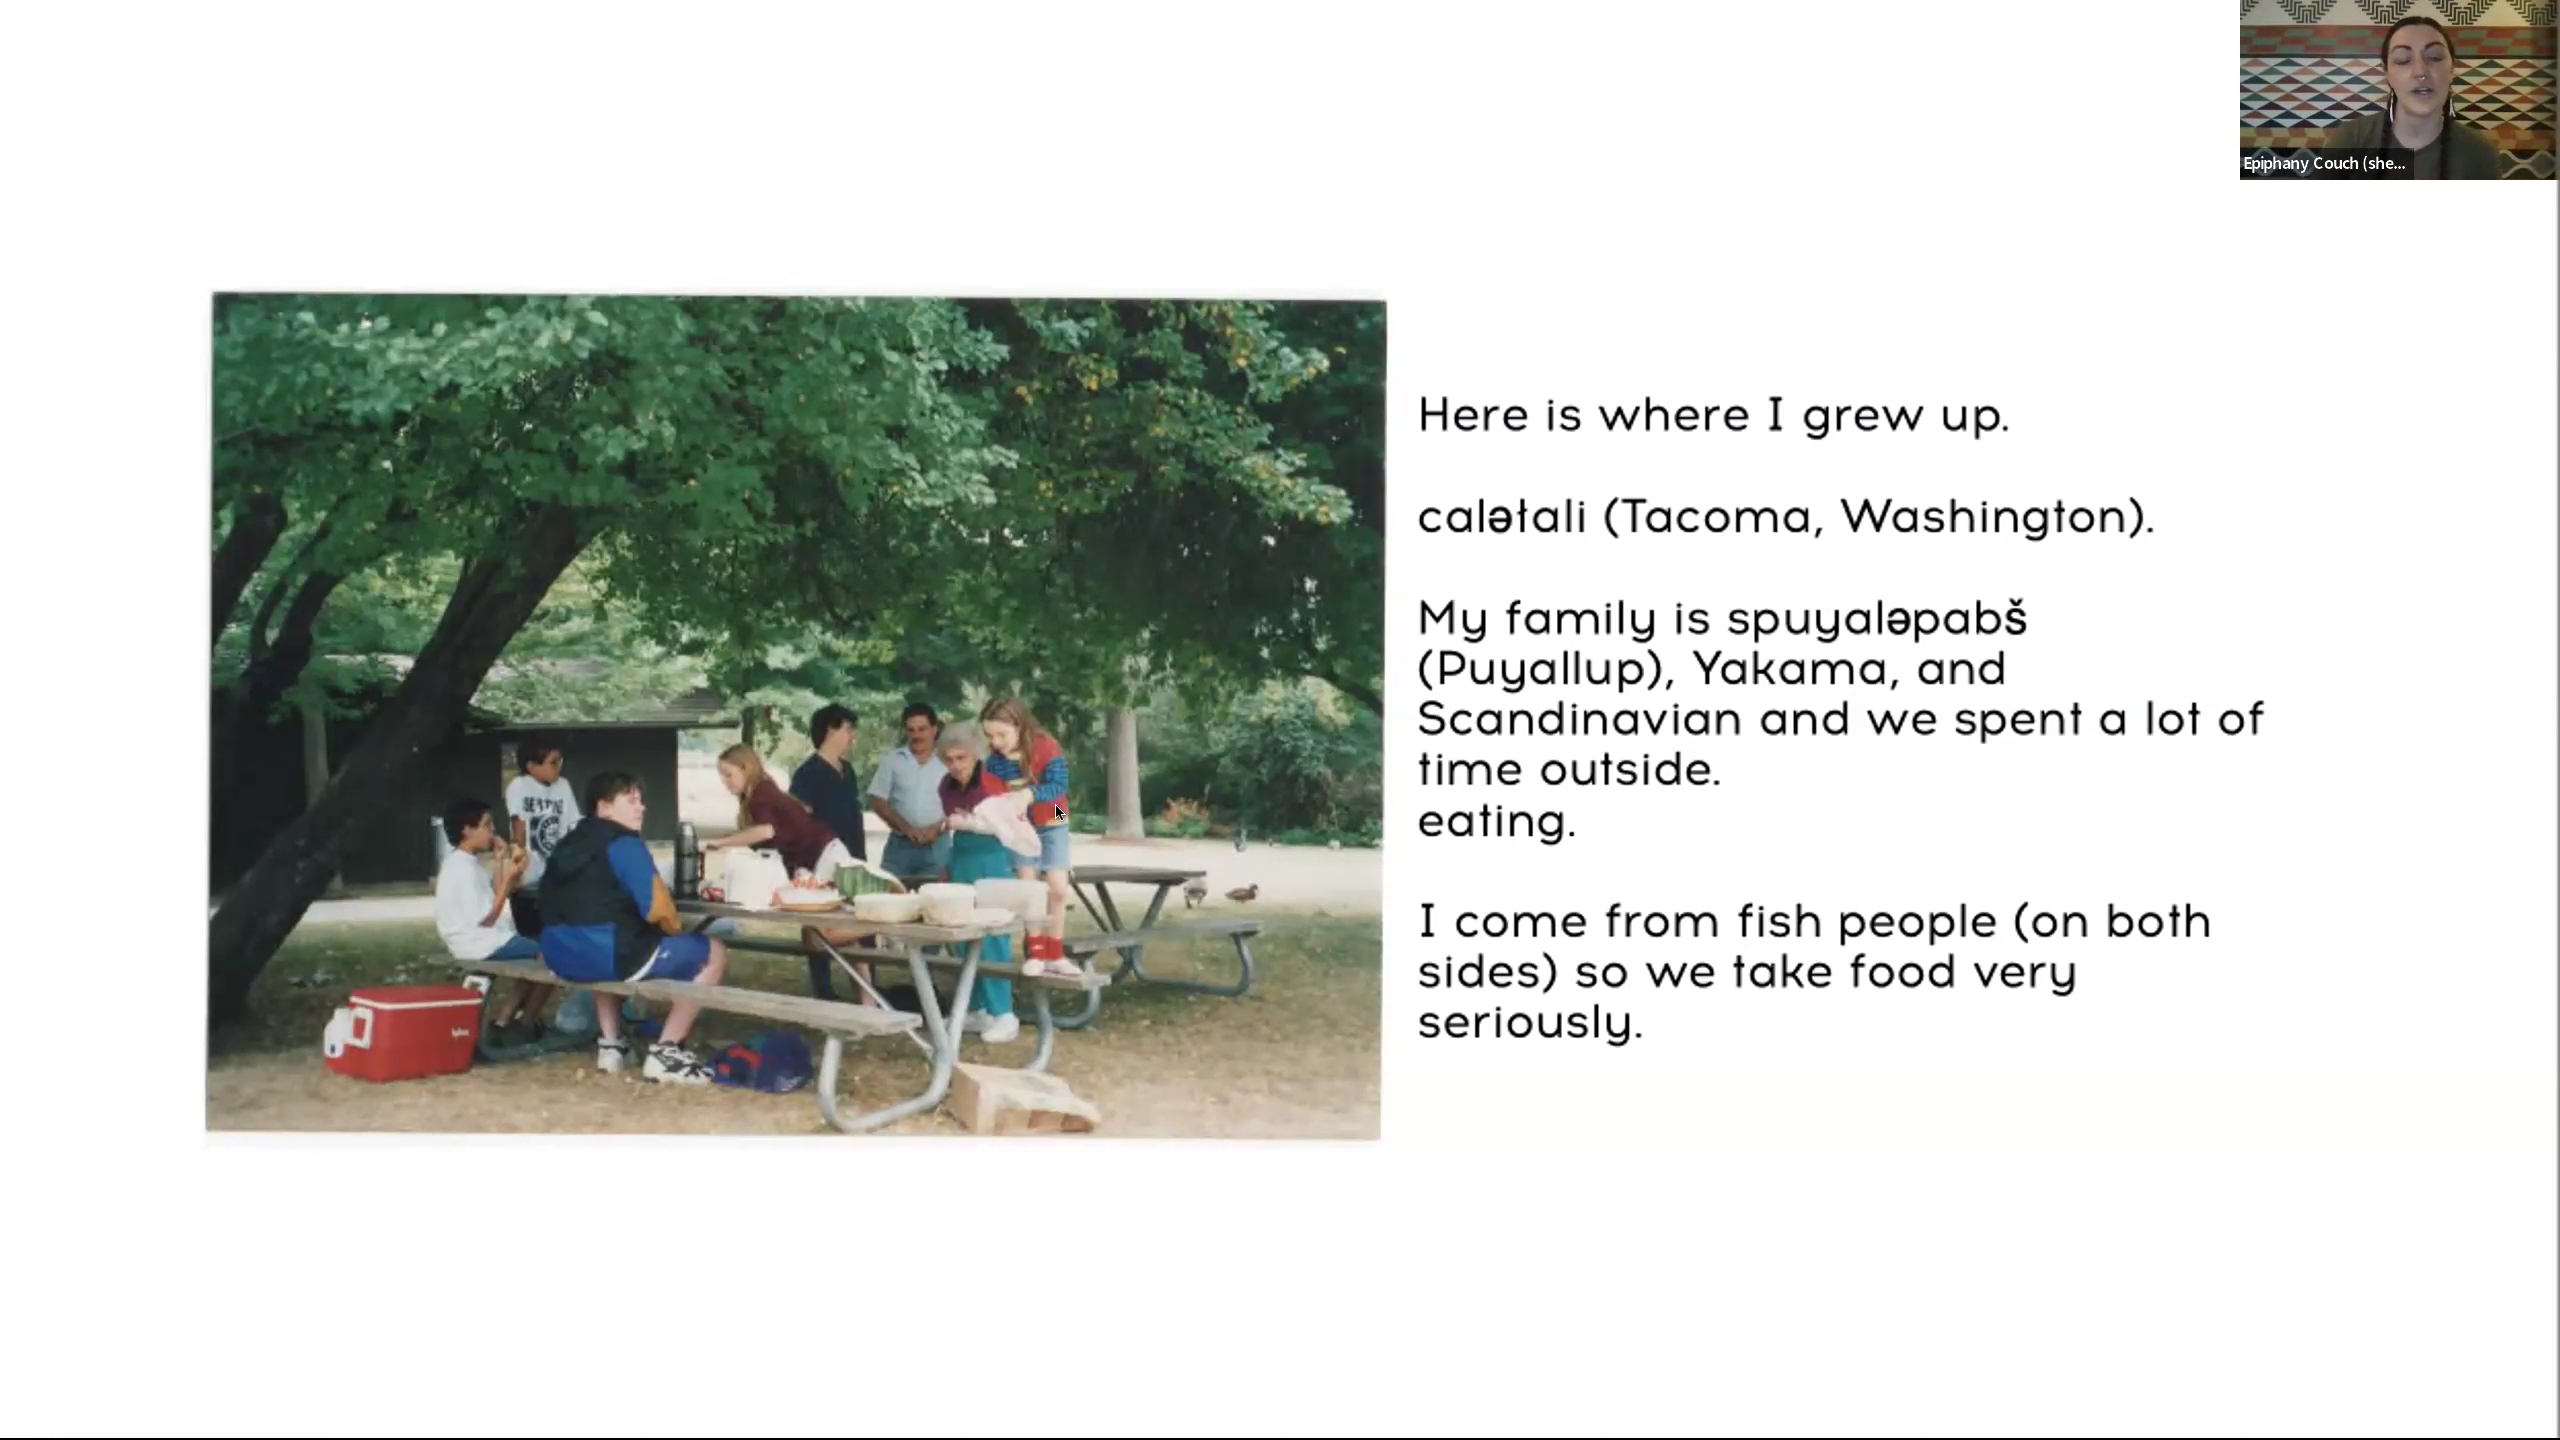 Epiphany Couch (she...
Here is where I grew up.
caləɬali (Tacoma, Washington).
My family is spuyaləpabš
(Puyallup), Yakama, and
Scandinavian and we spent a lot of
time outside.
eating.
I come from fish people (on both
sides) so we take food very
seriously.